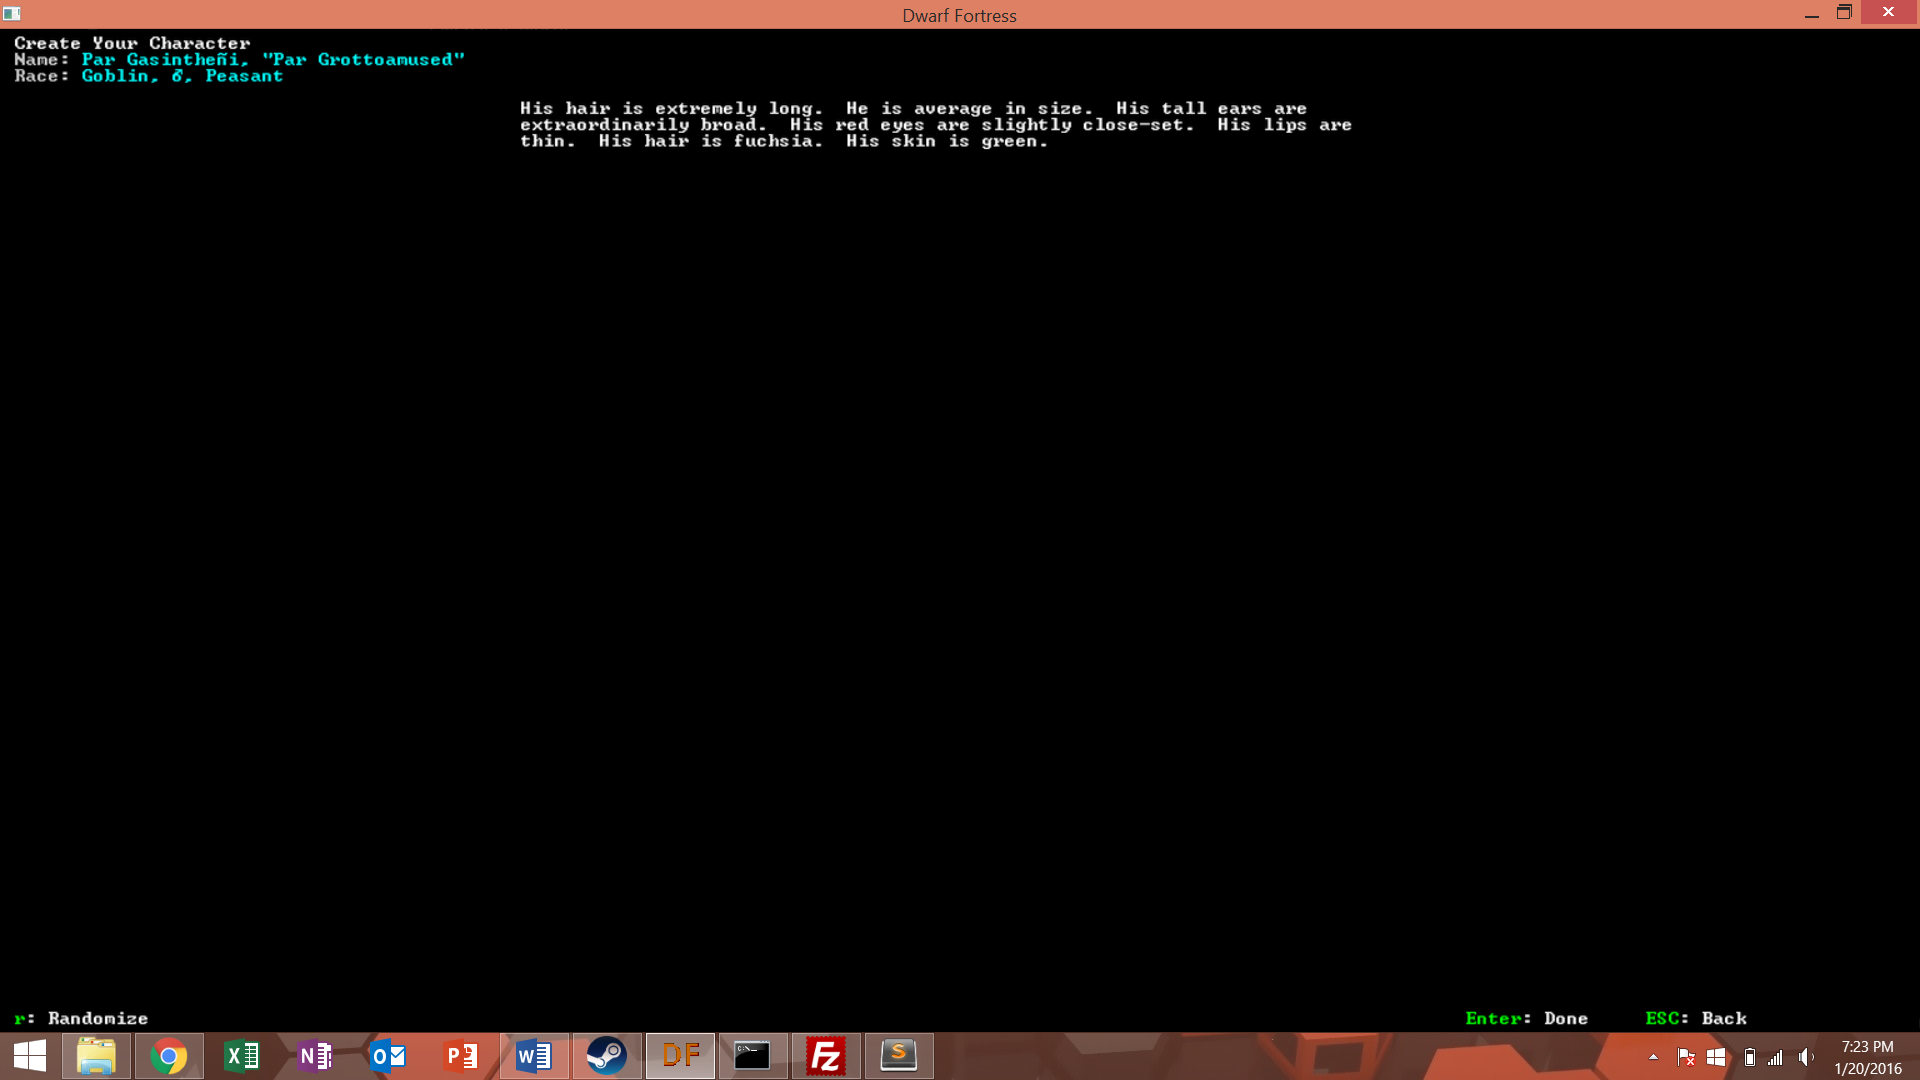 Dwarf Fortress
Create Your Character
Name: Par Gasintheñi, "Par Grottoamused"
Race: Goblin, ♂, Peasant
His hair is extremely long.  He is average in size.  His tall ears are
extraordinarily broad.  His red eyes are slightly close-set.  His lips are
thin.  His hair is fuchsia.  His skin is green.
r: Randomize
Enter: Done
ESC: Back
DF
7:23 PM
1/20/2016